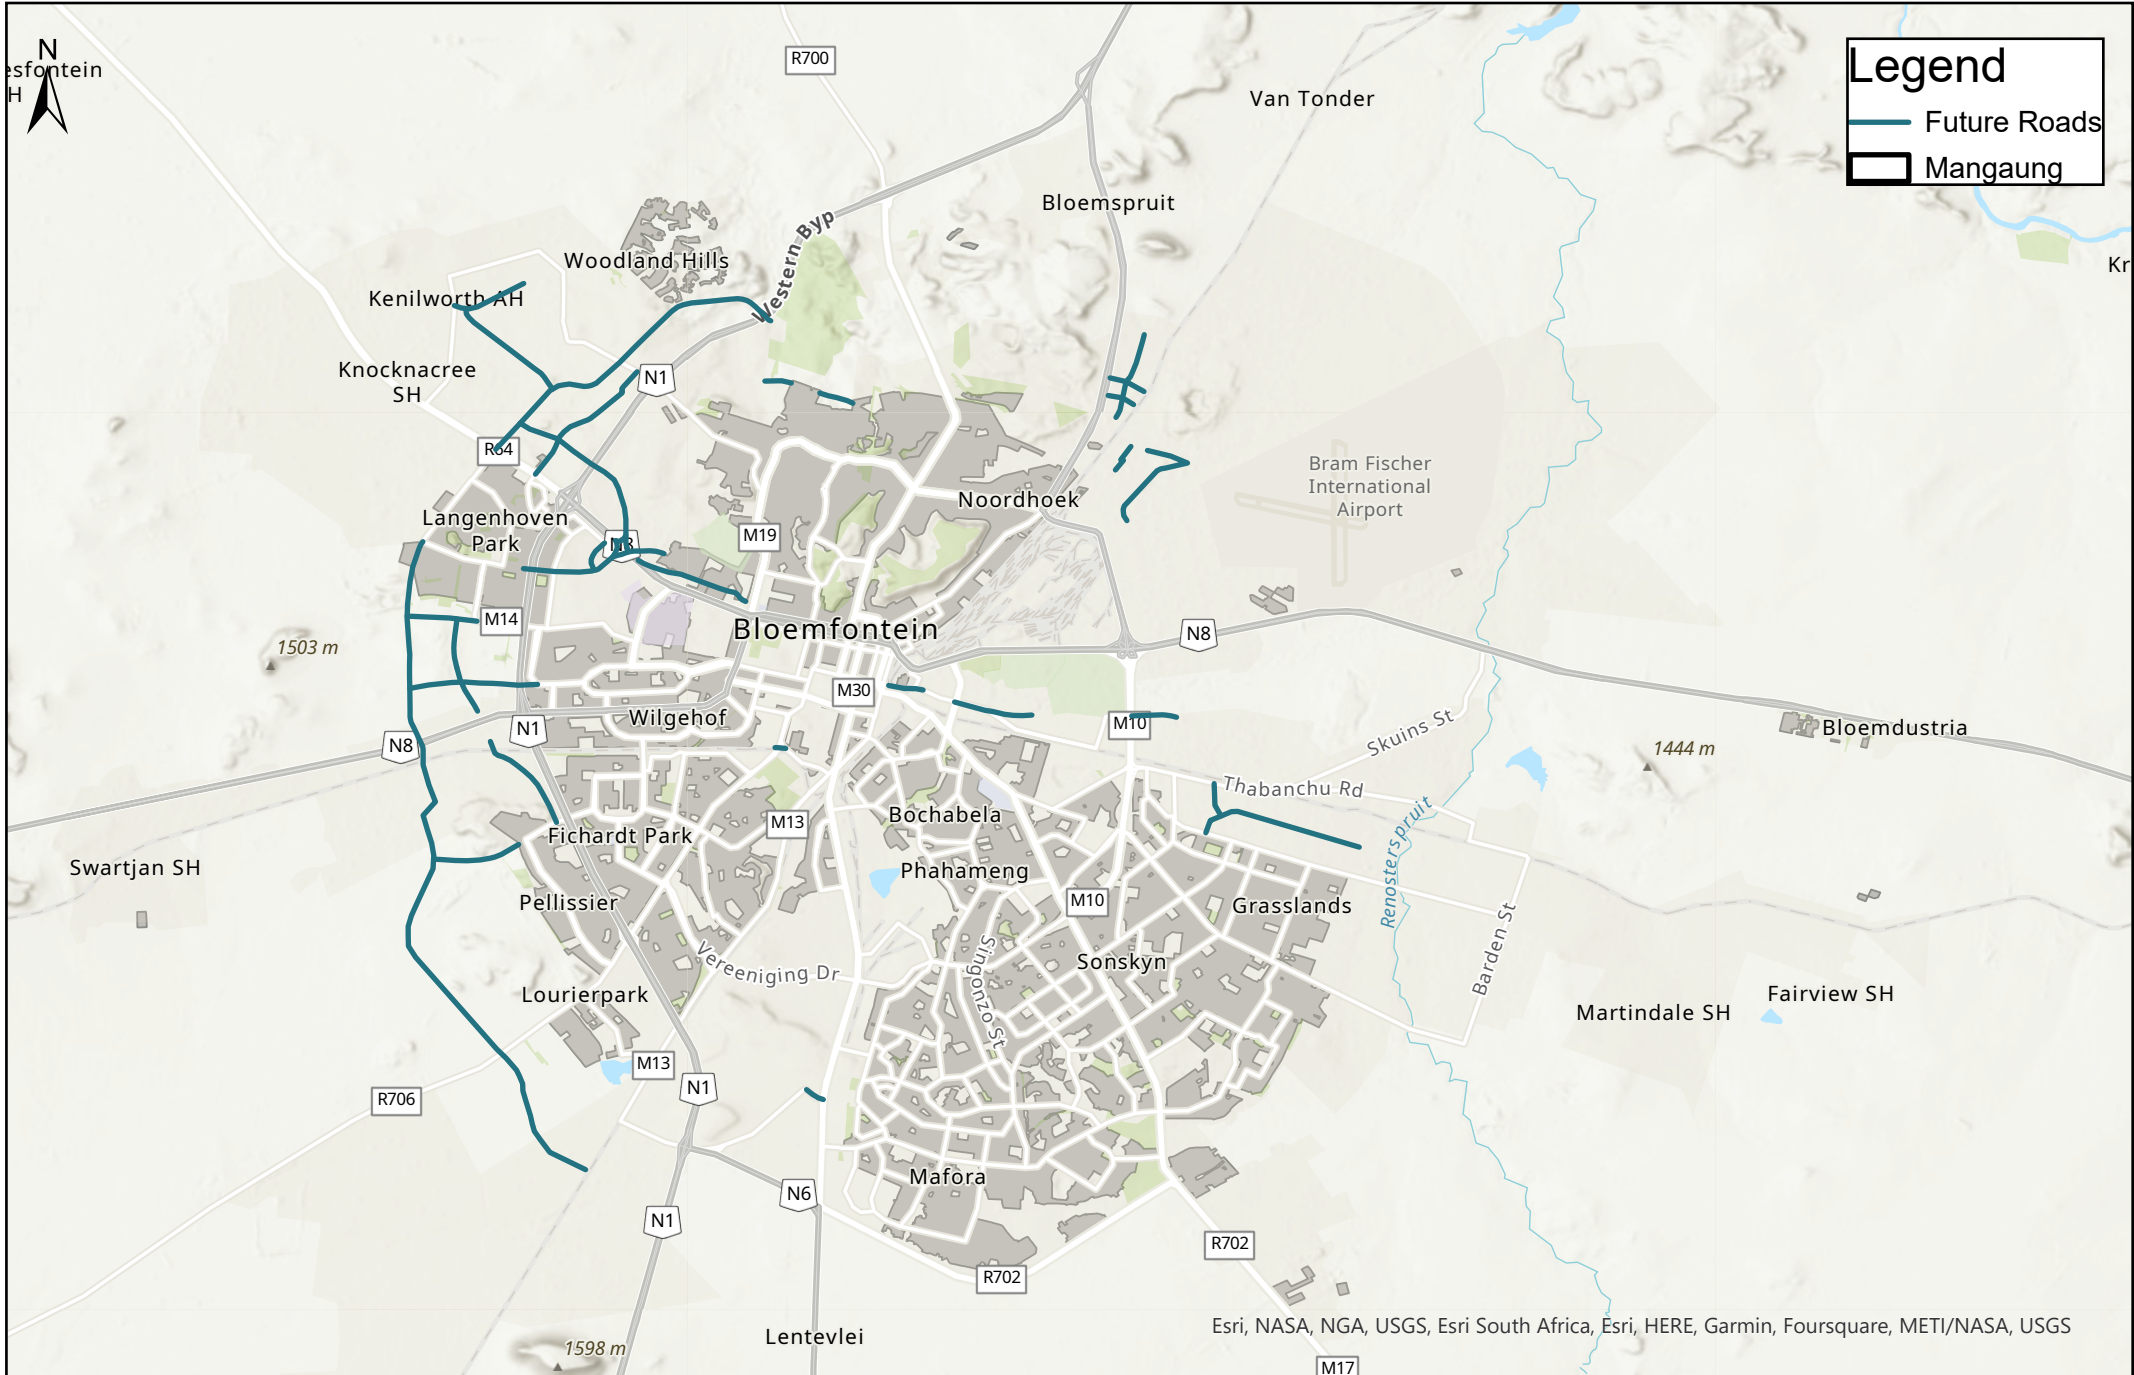 N
esfontein
H
R700
Van Tonder
Legend
Future Roads
Mangaung
Bloemspruit
Western Byp
Woodland Hills
Kenilworth AH
Kr
Knocknacree
SH
N1
R64
Bram Fischer
International
Airport
Noordhoek
Langenhoven
Park
M19
N8
M14
Bloemfontein
N8
1503 m
M30
Wilgehof
N1
N8
M10
Skuins St
Bloemdustria
1444 m
Thabanchu Rd
Bochabela
M13
Fichardt Park
Renosterspruit
Swartjan SH
Phahameng
Pellissier
M10
Grasslands
Barden St
Singonzo St
Vereeniging Dr
Sonskyn
Lourierpark
Fairview SH
Martindale SH
M13
N1
R706
Mafora
N6
N1
R702
R702
Lentevlei
1598 m
Esri, NASA, NGA, USGS, Esri South Africa, Esri, HERE, Garmin, Foursquare, METI/NASA, USGS
M17